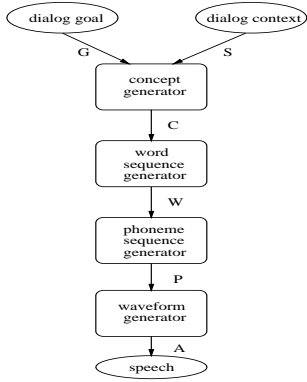 dialog goal
dialog context
G
S
concept
generator
C
word
sequence
generator
W
phoneme
sequence
generator
P
waveform
generator
A
speech